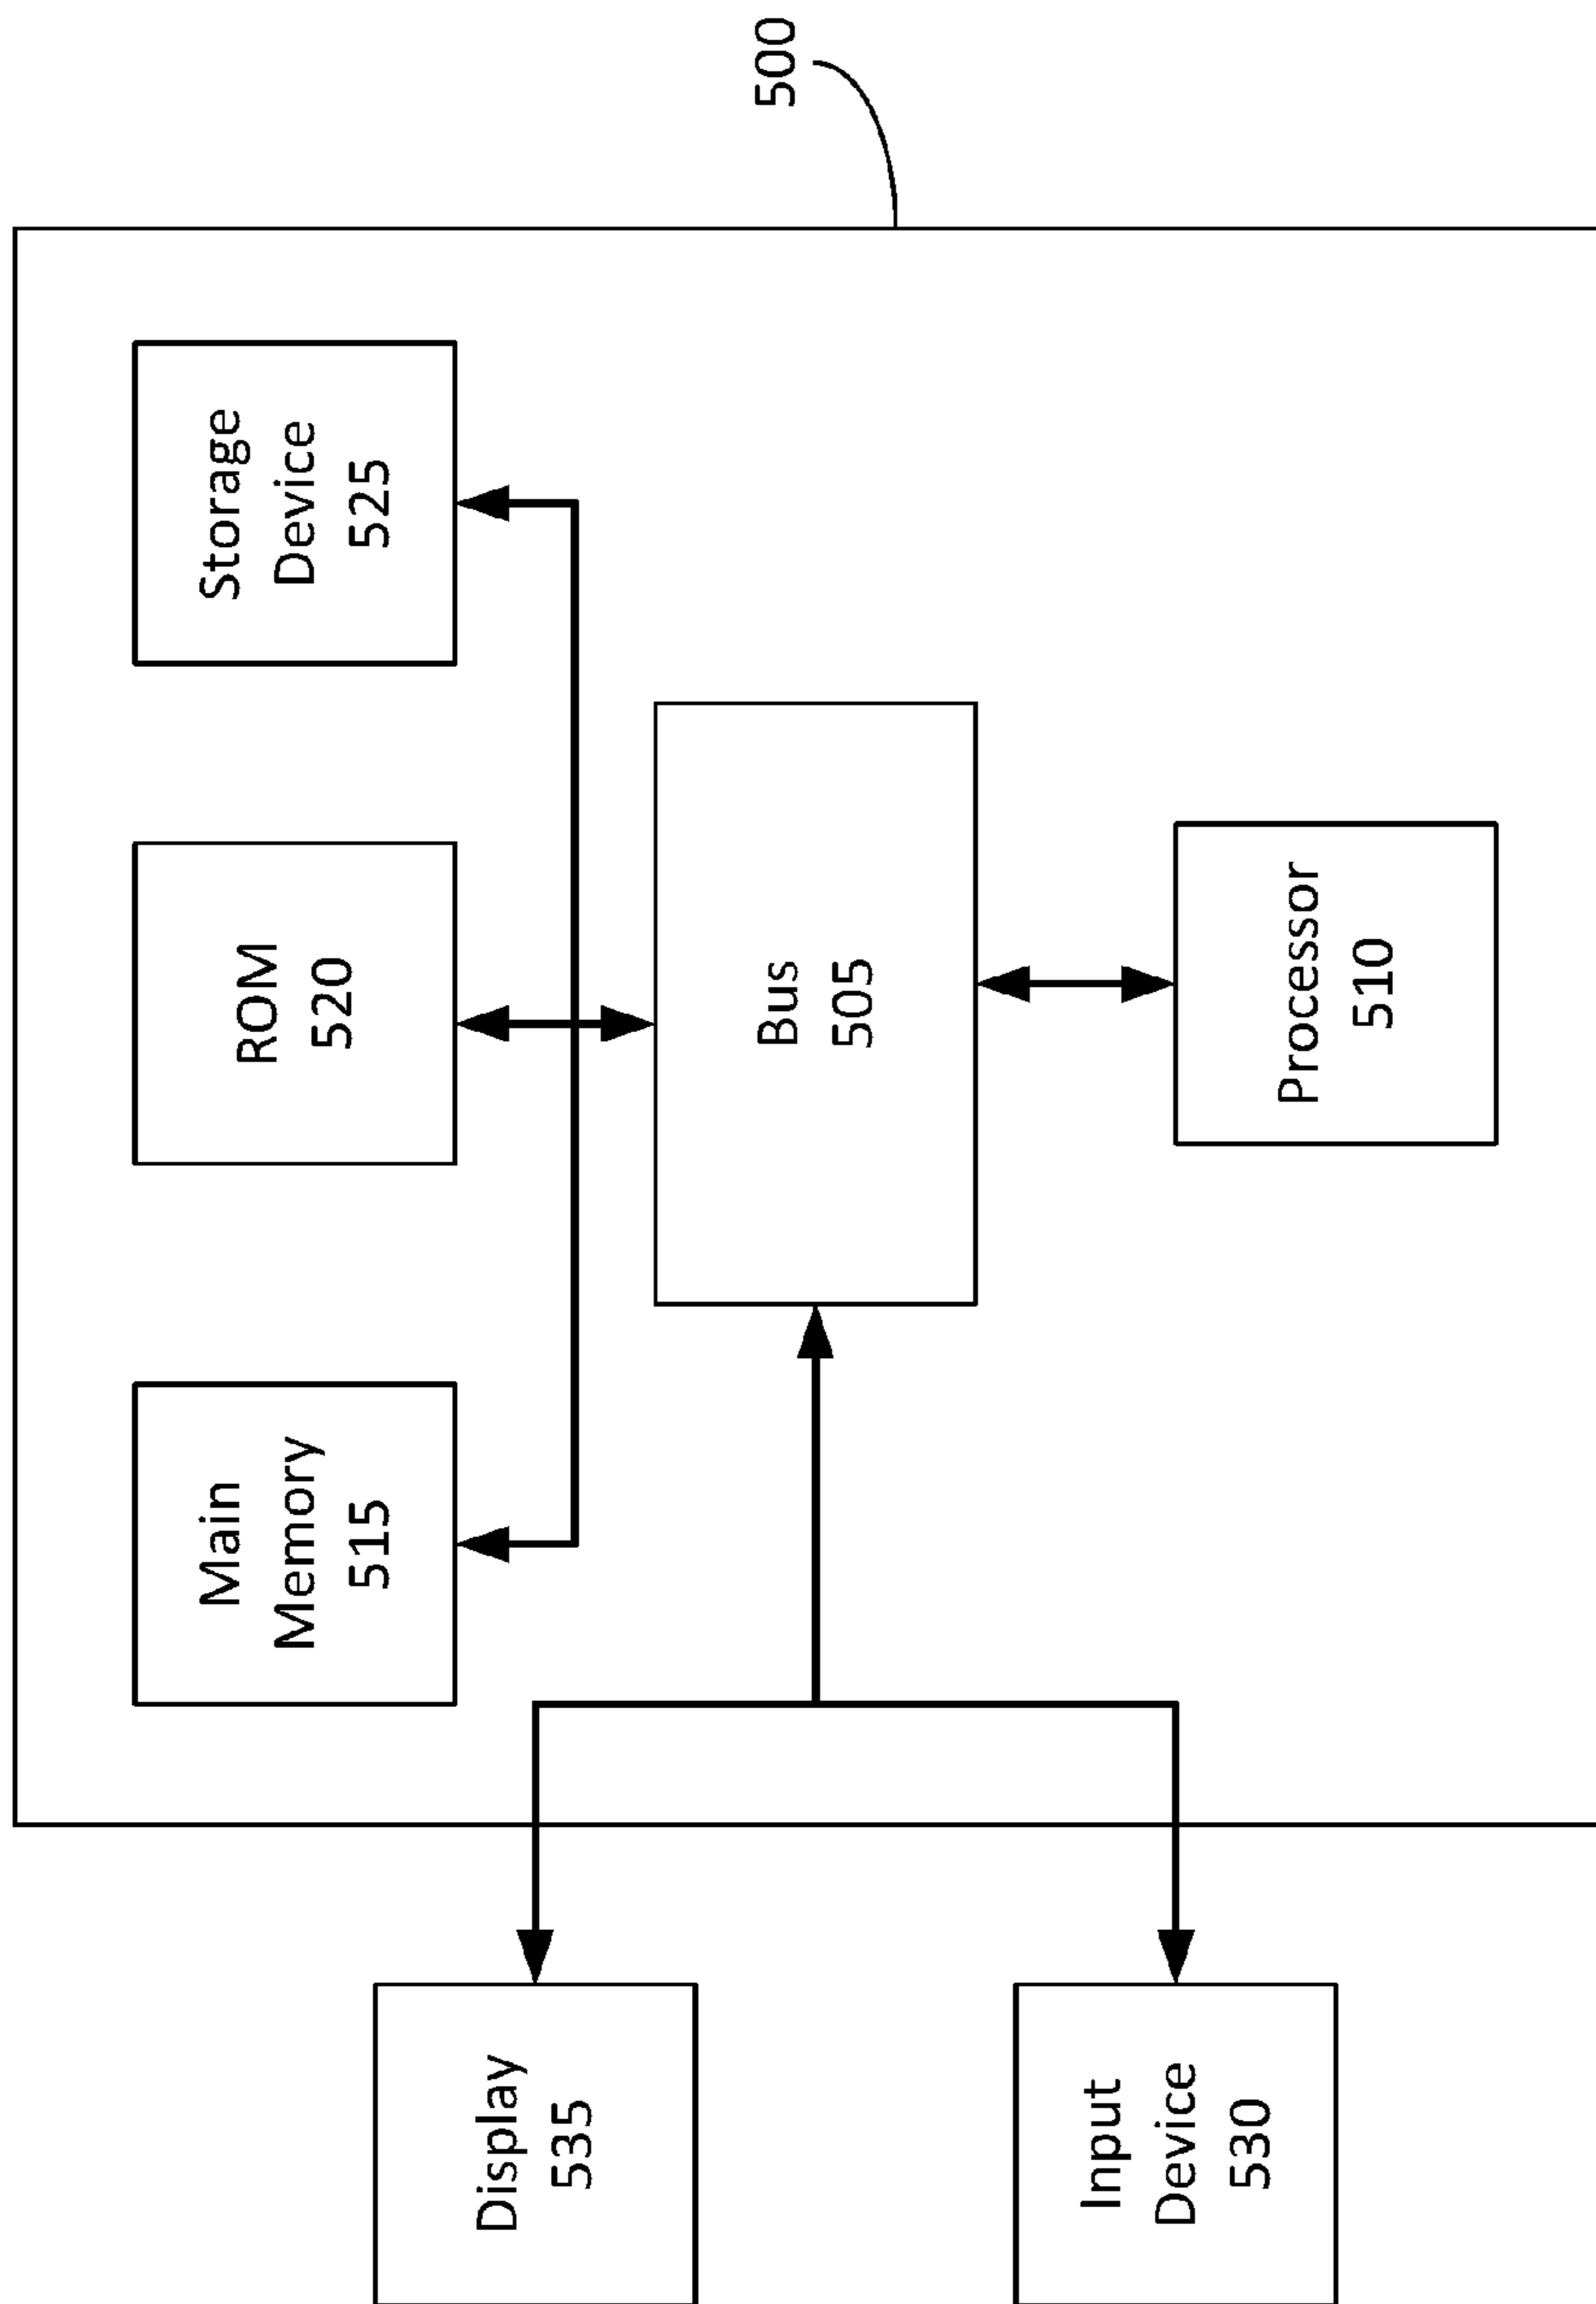 Main
Memory
515
ROM
520
Storage
Device
525
500
Display
535
Bus
505
Input
Device
530
Processor
510